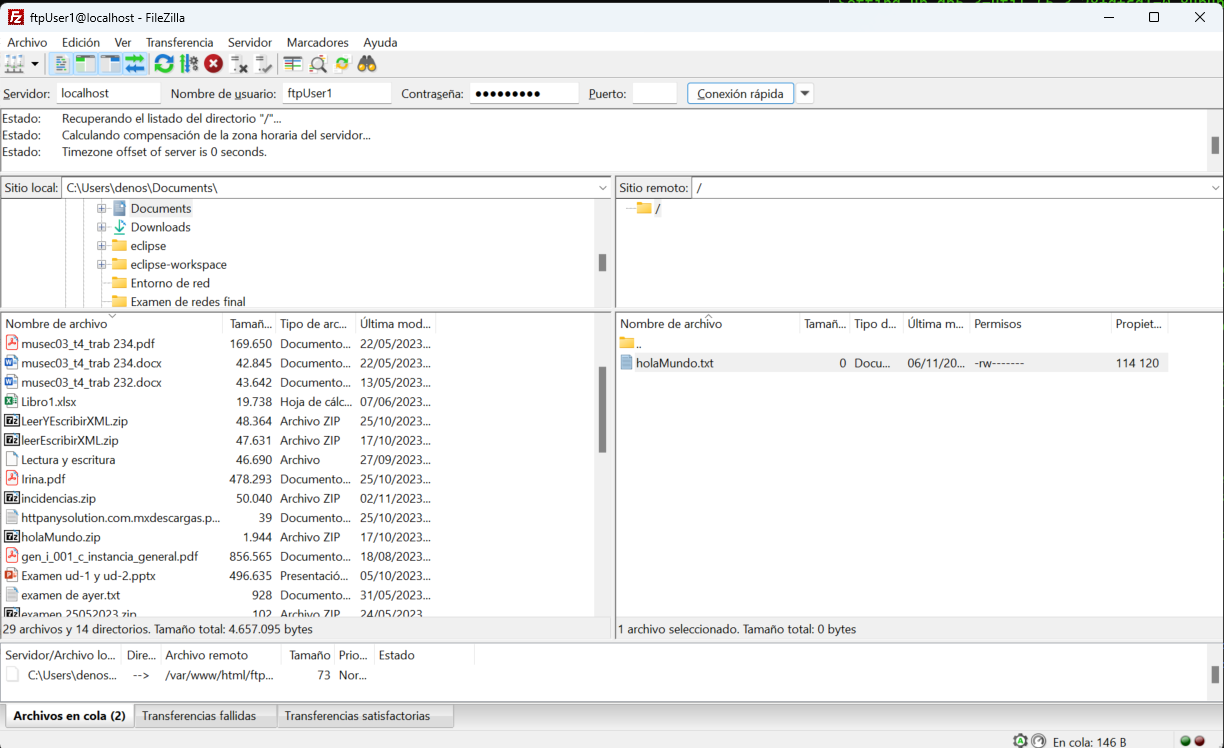 ftpUser1@localhost - FileZilla
Archivo Edición Ver Transferencia Servidor Marcadores Ayuda
Servidor: localhost Nombre de usuario: ftpUser1 Contraseña: ●●●●●●●●● Puerto: Conexión rápida
Estado: Recuperando el listado del directorio "/"...
Estado: Calculando compensación de la zona horaria del servidor...
Estado: Timezone offset of server is 0 seconds.
Sitio local: C:\Users\denos\Documents\ Sitio remoto: /
Documents /
Downloads
eclipse
eclipse-workspace
Entorno de red
Examen de redes final
Nombre de archivo Tamañ... Tipo de arc... Última mod... Nombre de archivo Tamañ... Tipo d... Última m... Permisos Propiet...
musec03_t4_trab 234.pdf 169.650 Documento... 22/05/2023... ..
musec03_t4_trab 234.docx 42.845 Documento... 22/05/2023... holaMundo.txt 0 Docu... 06/11/20... -rw------- 114 120
musec03_t4_trab 232.docx 43.642 Documento... 13/05/2023...
Libro1.xlsx 19.738 Hoja de cálc... 07/06/2023...
LeerYEscribirXML.zip 48.364 Archivo ZIP 25/10/2023...
leerEscribirXML.zip 47.631 Archivo ZIP 17/10/2023...
Lectura y escritura 46.690 Archivo 27/09/2023...
Irina.pdf 478.293 Documento... 25/10/2023...
incidencias.zip 50.040 Archivo ZIP 02/11/2023...
httpanysolution.com.mxdescargas.p... 39 Documento... 25/10/2023...
holaMundo.zip 1.944 Archivo ZIP 17/10/2023...
gen_i_001_c_instancia_general.pdf 856.565 Documento... 18/08/2023...
Examen ud-1 y ud-2.pptx 496.635 Presentació... 05/10/2023...
examen de ayer.txt 928 Documento... 31/05/2023...
examen 25052023.zip 102 Archivo ZIP 24/05/2023...
29 archivos y 14 directorios. Tamaño total: 4.657.095 bytes 1 archivo seleccionado. Tamaño total: 0 bytes
Servidor/Archivo lo... Dire... Archivo remoto Tamaño Prio... Estado
C:\Users\denos... --> /var/www/html/ftp... 73 Nor...
Archivos en cola (2) Transferencias fallidas Transferencias satisfactorias
En cola: 146 B